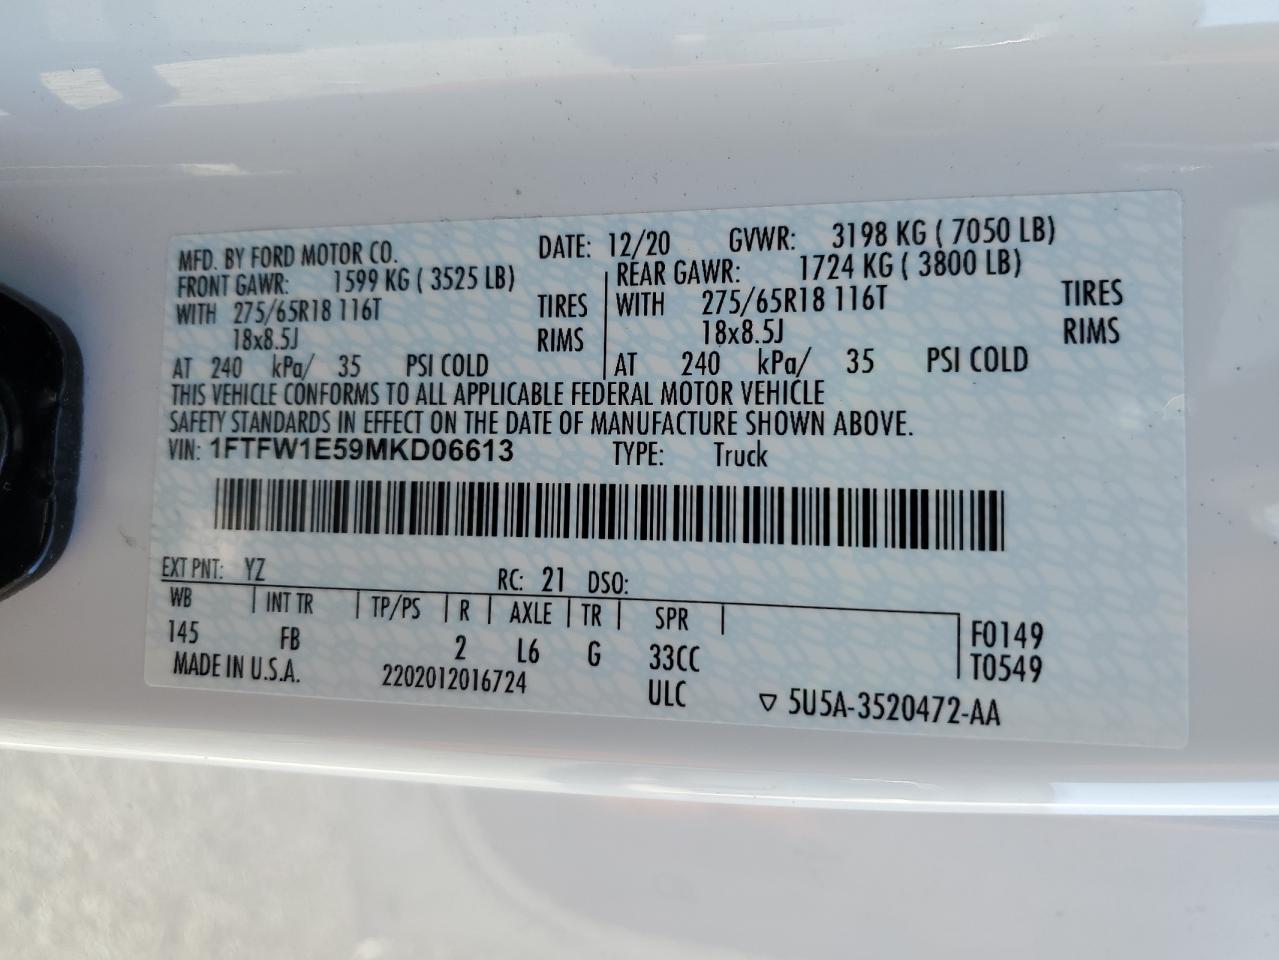 MFD. BY FORD MOTOR CO. DATE: 12/20 GVWR: 3198 KG ( 7050 LB)
FRONT GAWR: 1599 KG ( 3525 LB) REAR GAWR: 1724 KG ( 3800 LB)
WITH 275/65R18 116T TIRES WITH 275/65R18 116T TIRES
18x8.5J RIMS 18x8.5J RIMS
AT 240 kPa/ 35 PSI COLD AT 240 kPa/ 35 PSI COLD
THIS VEHICLE CONFORMS TO ALL APPLICABLE FEDERAL MOTOR VEHICLE
SAFETY STANDARDS IN EFFECT ON THE DATE OF MANUFACTURE SHOWN ABOVE.
VIN: 1FTFW1E59MKD06613 TYPE: Truck
EXT PNT: YZ RC: 21 DSO:
WB INT TR TP/PS R AXLE TR SPR F0149
145 FB 2 L6 G 33CC T0549
MADE IN U.S.A. 2202012016724 ULC ▽ 5U5A-3520472-AA